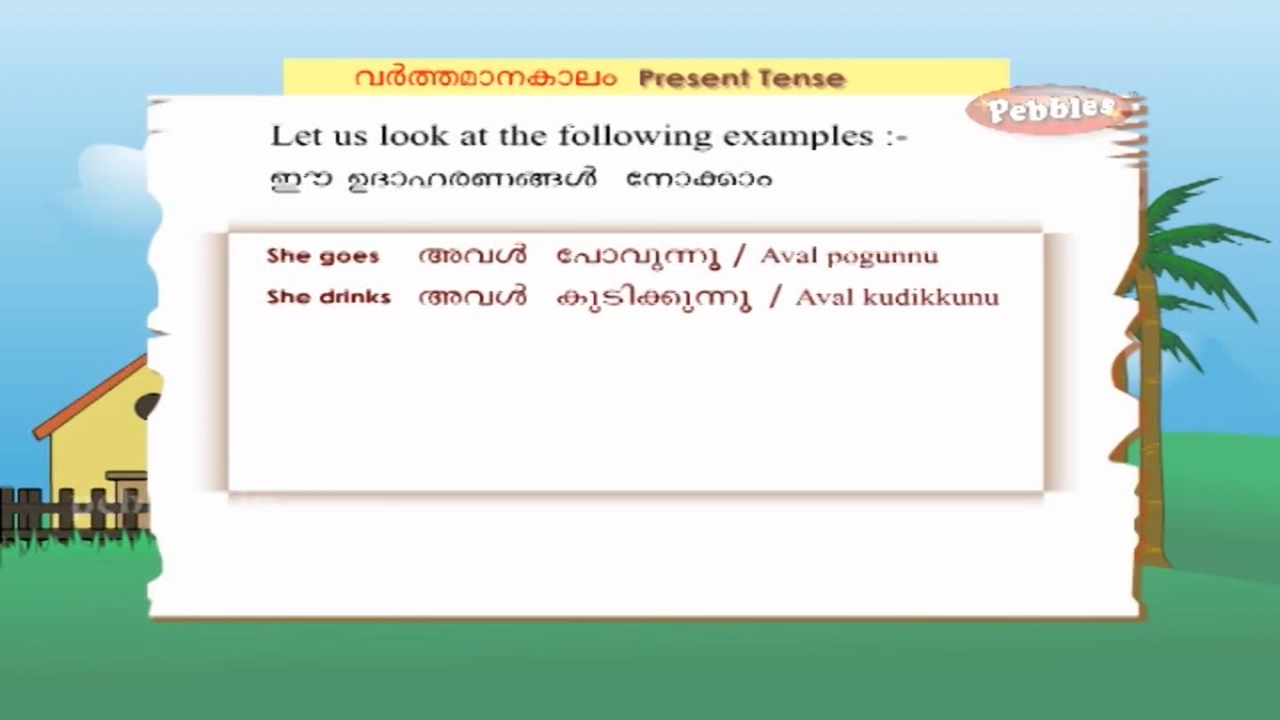 വർത്തമാനകാലം Present Tense
Pebbles
Let us look at the following examples :-
ഈ ഉദാഹരണങ്ങൾ നോക്കാം
She goes അവൾ പോവുന്നു / Aval pogunnu
She drinks അവൾ കുടിക്കുന്നു / Aval kudikkunu